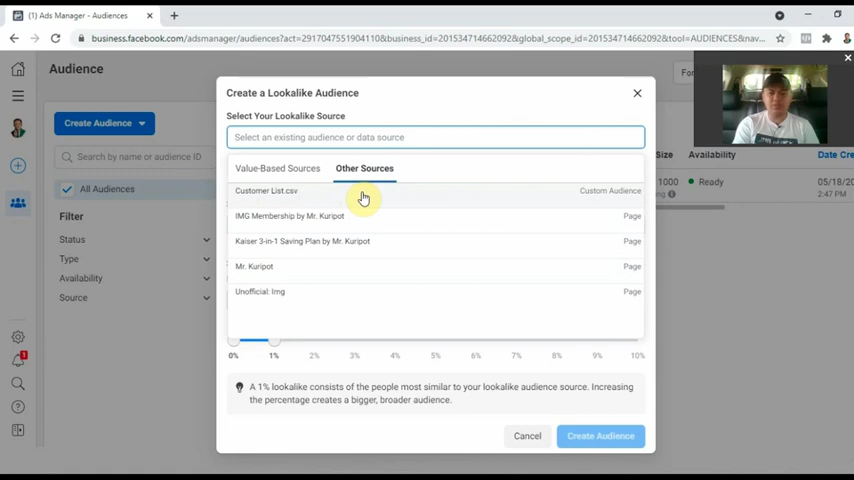 (1) Ads Manager - Audiences
business.facebook.com/adsmanager/audiences?act=2917047551904110&business_id=201534714662092&global_scope_id=201534714662092&tool=AUDIENCES&nav...
Audience
For
Create Audience
Search by name or audience ID
All Audiences
Filter
Status
Type
Availability
Source
Create a Lookalike Audience
Select Your Lookalike Source
Select an existing audience or data source
Value-Based Sources Other Sources
Customer List.csv Custom Audience
IMG Membership by Mr. Kuripot Page
Kaiser 3-in-1 Saving Plan by Mr. Kuripot Page
Mr. Kuripot Page
Unofficial: Img Page
0% 1% 2% 3% 4% 5% 6% 7% 8% 9% 10%
A 1% lookalike consists of the people most similar to your lookalike audience source. Increasing
the percentage creates a bigger, broader audience.
Cancel Create Audience
Size Availability Date Cre
1000 Ready 05/18/20
2:47 PM
1